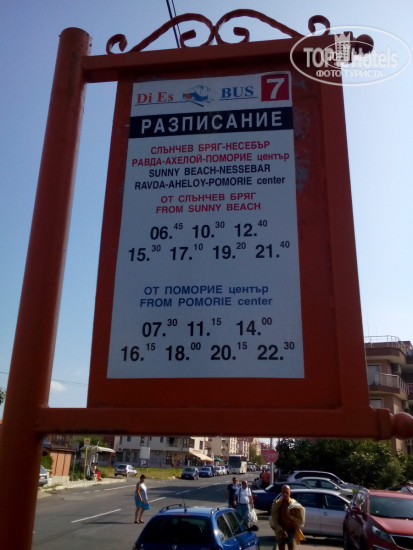 TOPHotels
ФОТО ТУРИСТА
Di Es BUS 7
РАЗПИСАНИЕ
СЛЪНЧЕВ БРЯГ-НЕСЕБЪР
РАВДА-АХЕЛОЙ-ПОМОРИЕ център
SUNNY BEACH-NESSEBAR
RAVDA-AHELOY-POMORIE center
ОТ СЛЪНЧЕВ БРЯГ
FROM SUNNY BEACH
06.45 10.30 12.40
15.30 17.10 19.20 21.40
ОТ ПОМОРИЕ център
FROM POMORIE center
07.30 11.15 14.00
16.15 18.00 20.15 22.30